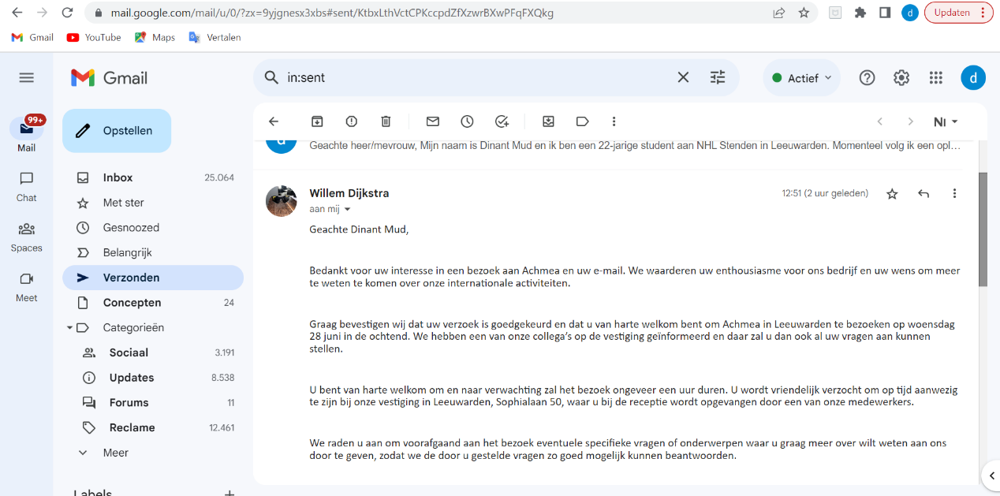 mail.google.com/mail/u/0/?zx=9yjgnesx3xbs#sent/KtbxLthVctCPKccpdZfXzwrBXwPFqFXQkg
d
Updaten
Gmail
YouTube
Maps
Vertalen
Gmail
in:sent
Actief
d
99+
Mail
Chat
Spaces
Meet
Opstellen
Inbox 25.064
Met ster
Gesnoozed
Belangrijk
Verzonden
Concepten 24
Categorieën
Sociaal 3.191
Updates 8.538
Forums 11
Reclame 12.461
Meer
Labels
Nl
d
Geachte heer/mevrouw, Mijn naam is Dinant Mud en ik ben een 22-jarige student aan NHL Stenden in Leeuwarden. Momenteel volg ik een opl…
Willem Dijkstra
12:51 (2 uur geleden)
aan mij
Geachte Dinant Mud,
Bedankt voor uw interesse in een bezoek aan Achmea en uw e-mail. We waarderen uw enthousiasme voor ons bedrijf en uw wens om meer
te weten te komen over onze internationale activiteiten.
Graag bevestigen wij dat uw verzoek is goedgekeurd en dat u van harte welkom bent om Achmea in Leeuwarden te bezoeken op woensdag
28 juni in de ochtend. We hebben een van onze collega's op de vestiging geïnformeerd en daar zal u dan ook al uw vragen aan kunnen
stellen.
U bent van harte welkom om en naar verwachting zal het bezoek ongeveer een uur duren. U wordt vriendelijk verzocht om op tijd aanwezig
te zijn bij onze vestiging in Leeuwarden, Sophialaan 50, waar u bij de receptie wordt opgevangen door een van onze medewerkers.
We raden u aan om voorafgaand aan het bezoek eventuele specifieke vragen of onderwerpen waar u graag meer over wilt weten aan ons
door te geven, zodat we de door u gestelde vragen zo goed mogelijk kunnen beantwoorden.